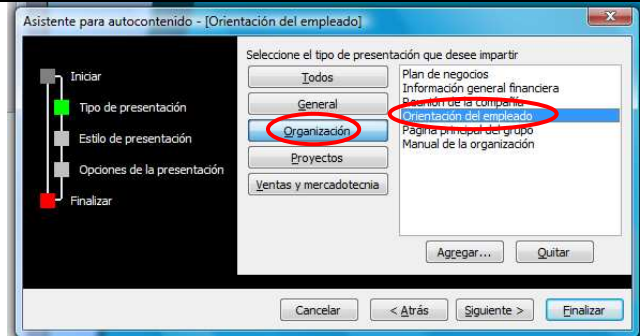 Asistente para autocontenido - [Orientación del empleado]
Seleccione el tipo de presentación que desee impartir
Iniciar
Tipo de presentación
Estilo de presentación
Opciones de la presentación
Finalizar
Todos
General
Organización
Proyectos
Ventas y mercadotecnia
Plan de negocios
Información general financiera
Reunión de la compañía
Orientación del empleado
Página principal del grupo
Manual de la organización
Agregar...
Quitar
Cancelar
< Atrás
Siguiente >
Finalizar